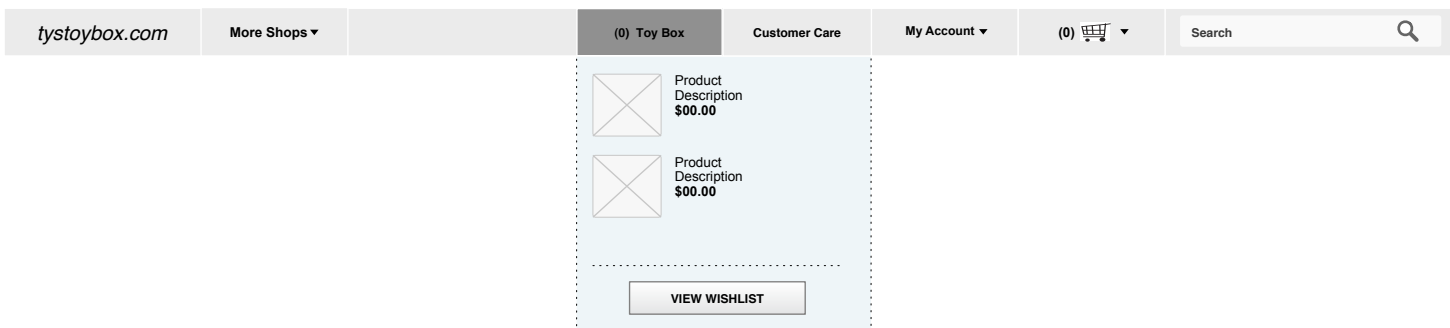 tystoybox.com More Shops (0) Toy Box Customer Care My Account (0) Search
Product
Description
$00.00
Product
Description
$00.00
VIEW WISHLIST